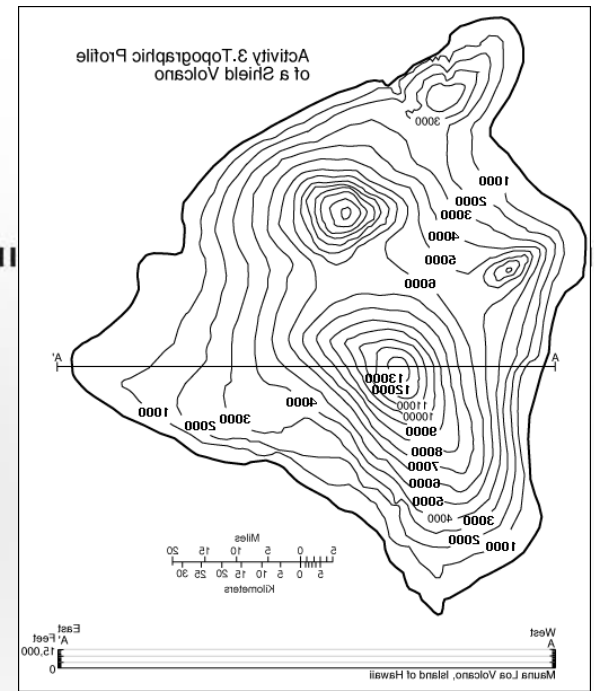 Activity 3. Topographic Profile
of a Shield Volcano
3000
1000
2000
3000
4000
5000
6000
A A'
13000
12000
11000
10000
4000
3000
2000
1000
9000
8000
7000
6000
5000
4000
3000
2000
1000
Miles
5 0 5 10 15 20
5 0 5 10 15 20 25 30
Kilometers
West East
A A' Feet
15,000
0
Mauna Loa Volcano, Island of Hawaii